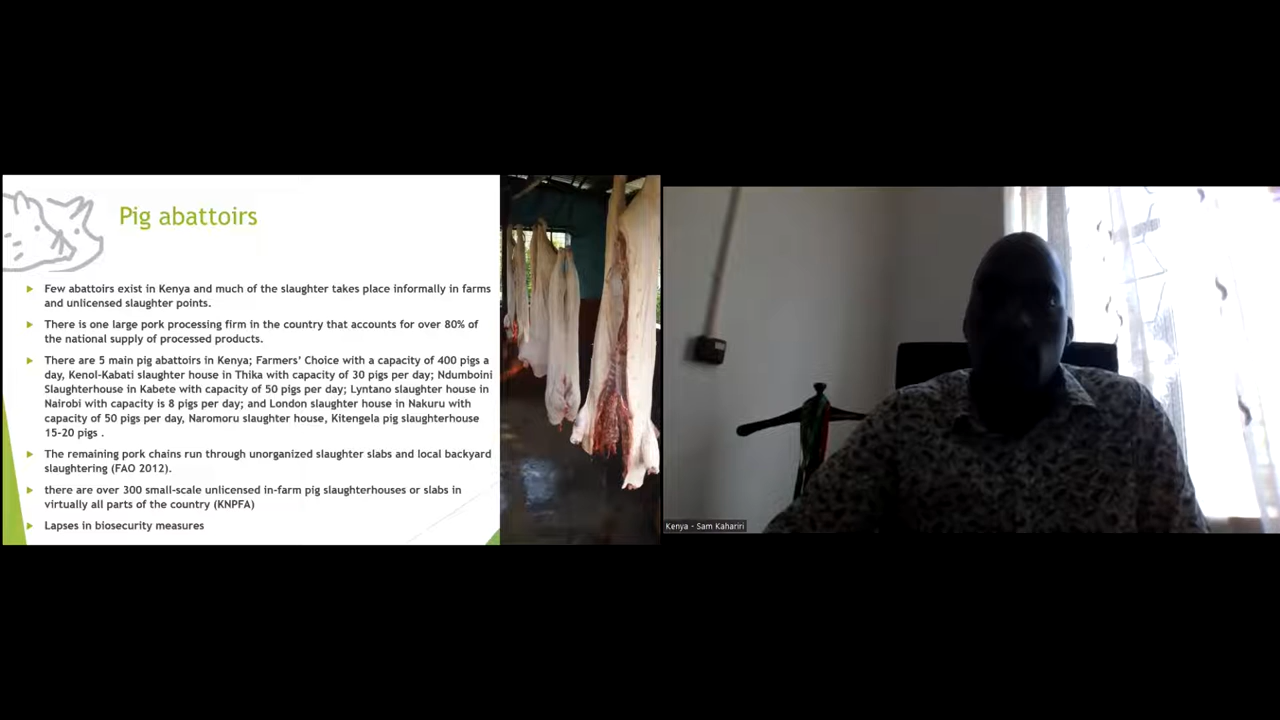 Pig abattoirs
Few abattoirs exist in Kenya and much of the slaughter takes place informally in farms
and unlicensed slaughter points.
There is one large pork processing firm in the country that accounts for over 80% of
the national supply of processed products.
There are 5 main pig abattoirs in Kenya; Farmers’ Choice with a capacity of 400 pigs a
day, Kenol-Kabati slaughter house in Thika with capacity of 30 pigs per day; Ndumboini
Slaughterhouse in Kabete with capacity of 50 pigs per day; Lyntano slaughter house in
Nairobi with capacity is 8 pigs per day; and London slaughter house in Nakuru with
capacity of 50 pigs per day, Naromoru slaughter house, Kitengela pig slaughterhouse
15-20 pigs .
The remaining pork chains run through unorganized slaughter slabs and local backyard
slaughtering (FAO 2012).
there are over 300 small-scale unlicensed in-farm pig slaughterhouses or slabs in
virtually all parts of the country (KNPFA)
Lapses in biosecurity measures
Kenya - Sam Kahariri